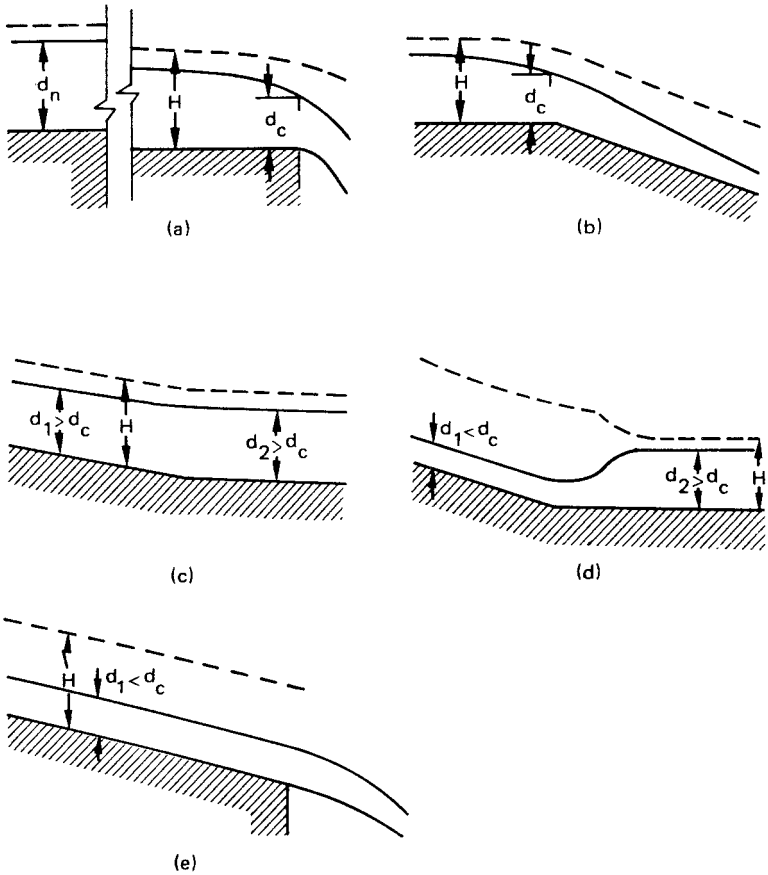 d_n
H
d_c
(a)
H
d_c
(b)
d_1 > d_c
H
d_2 > d_c
(c)
d_1 < d_c
d_2 > d_c
H
(d)
H
d_1 < d_c
(e)